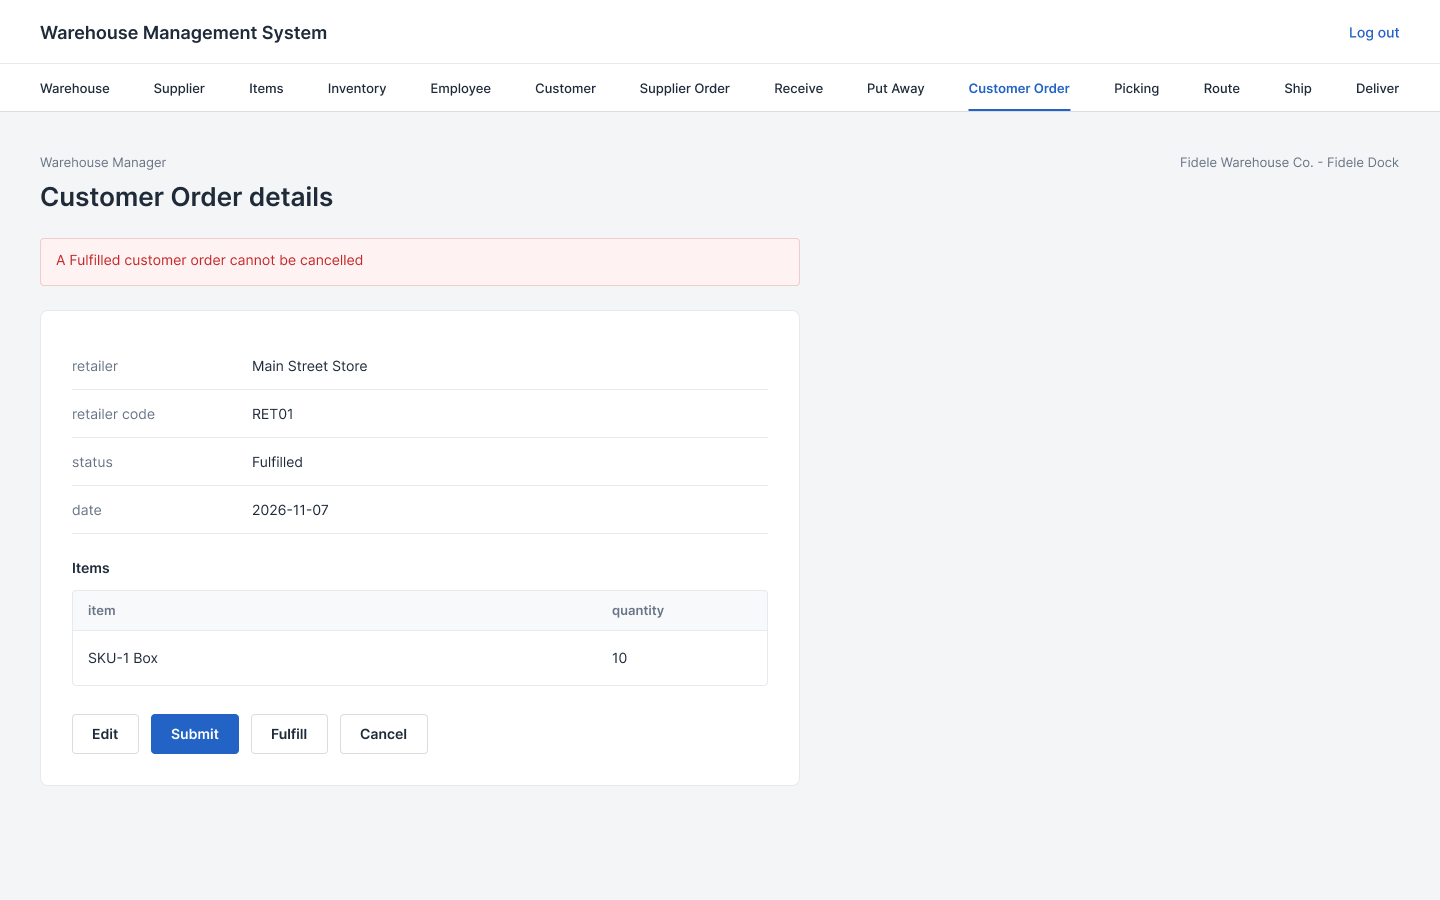 Warehouse Management System
Log out
Warehouse Supplier Items Inventory Employee Customer Supplier Order Receive Put Away Customer Order Picking Route Ship Deliver
Warehouse Manager
Fidele Warehouse Co. - Fidele Dock
Customer Order details
A Fulfilled customer order cannot be cancelled
retailer Main Street Store
retailer code RET01
status Fulfilled
date 2026-11-07
Items
item quantity
SKU-1 Box 10
Edit Submit Fulfill Cancel